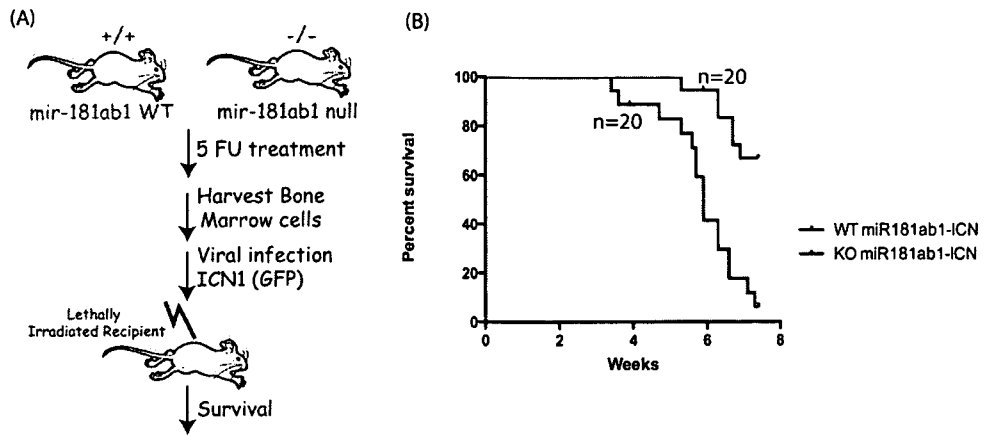 (A)
+/+
-/-
mir-181ab1 WT
mir-181ab1 null
5 FU treatment
Harvest Bone
Marrow cells
Viral infection
ICN1 (GFP)
Lethally
Irradiated Recipient
Survival
(B)
Percent survival
100
80
60
40
20
0
n=20
n=20
0 2 4 6 8
Weeks
WT miR181ab1-ICN
KO miR181ab1-ICN